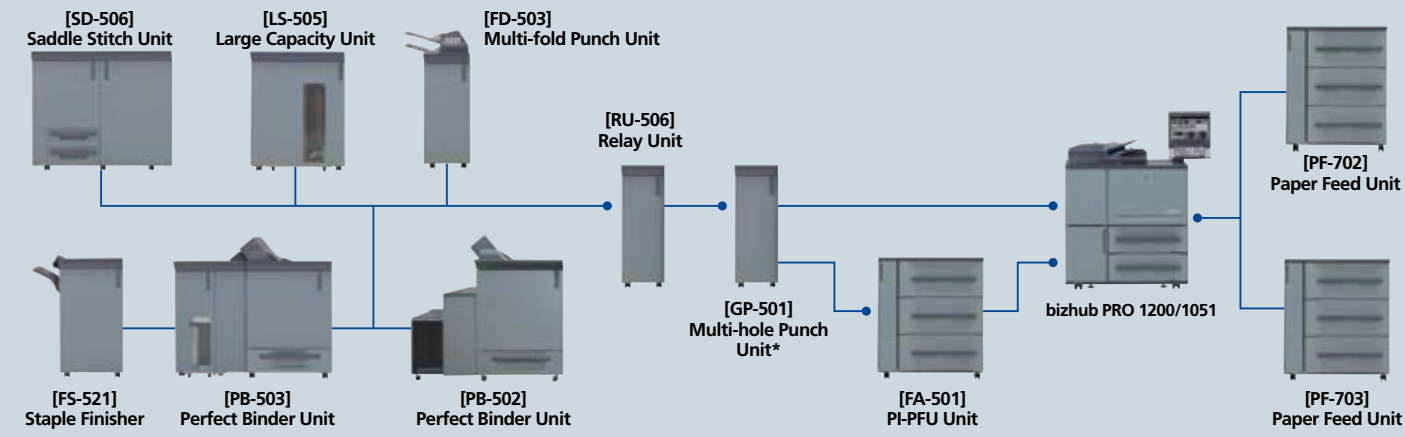 [SD-506]
Saddle Stitch Unit
[LS-505]
Large Capacity Unit
[FD-503]
Multi-fold Punch Unit
[RU-506]
Relay Unit
[PF-702]
Paper Feed Unit
[GP-501]
Multi-hole Punch
Unit*
bizhub PRO 1200/1051
[FS-521]
Staple Finisher
[PB-503]
Perfect Binder Unit
[PB-502]
Perfect Binder Unit
[FA-501]
PI-PFU Unit
[PF-703]
Paper Feed Unit